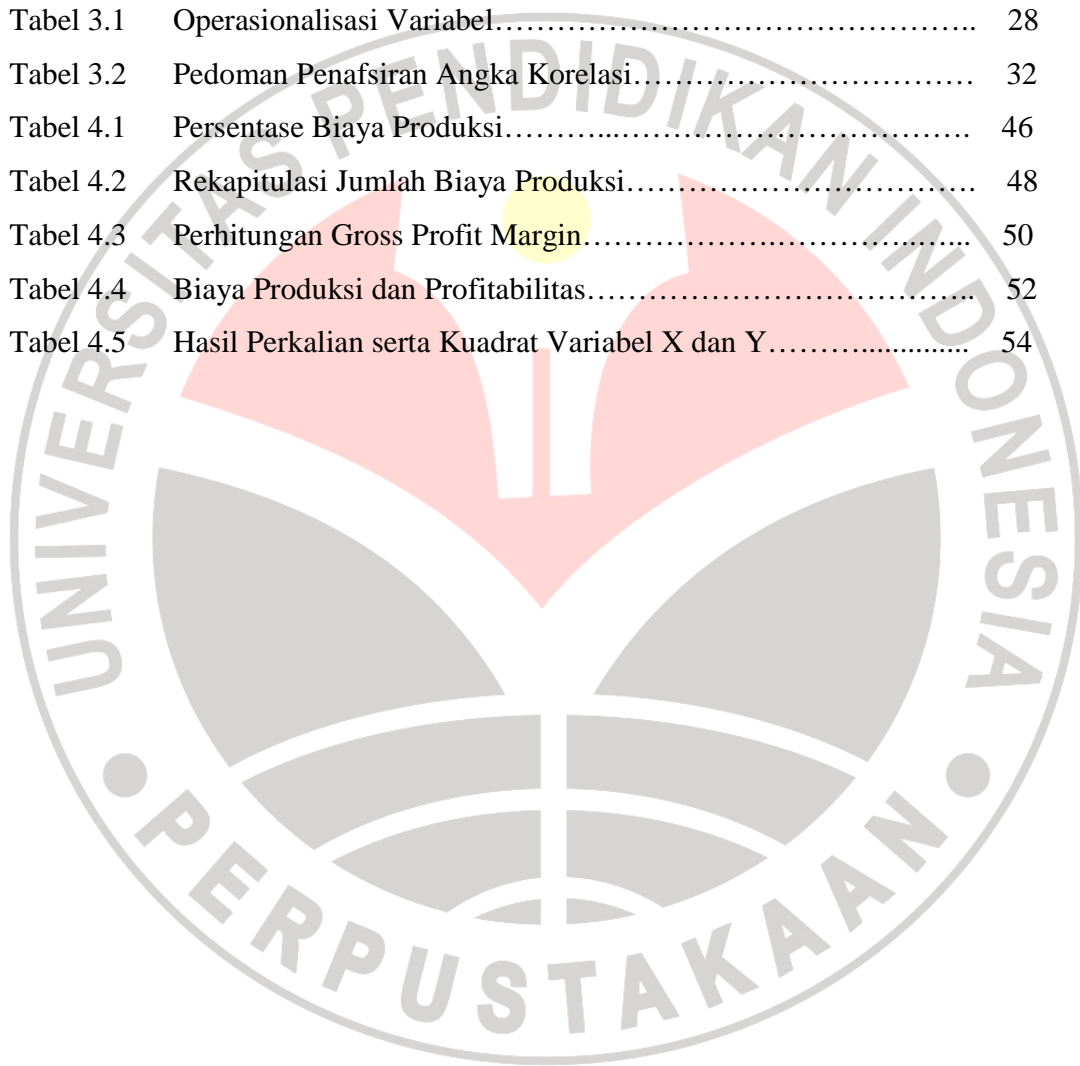 Tabel 3.1 Operasionalisasi Variabel……………………………………….. 28
Tabel 3.2 Pedoman Penafsiran Angka Korelasi…………………………… 32
Tabel 4.1 Persentase Biaya Produksi………...……………………………. 46
Tabel 4.2 Rekapitulasi Jumlah Biaya Produksi……………………………. 48
Tabel 4.3 Perhitungan Gross Profit Margin……………….…………..…... 50
Tabel 4.4 Biaya Produksi dan Profitabilitas……………………………….. 52
Tabel 4.5 Hasil Perkalian serta Kuadrat Variabel X dan Y………............. 54
UNIVERSITAS PENDIDIKAN INDONESIA
PERPUSTAKAAN